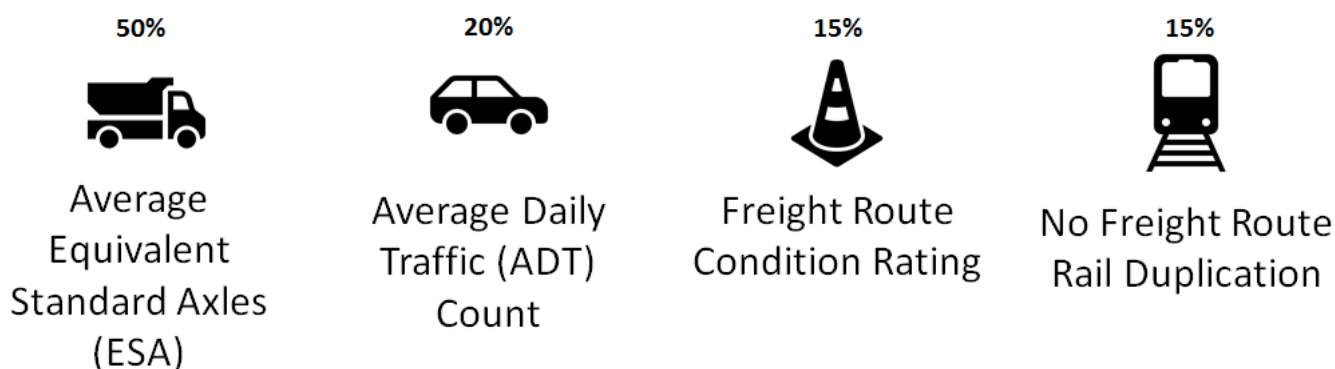 50%
Average
Equivalent
Standard Axles
(ESA)
20%
Average Daily
Traffic (ADT)
Count
15%
Freight Route
Condition Rating
15%
No Freight Route
Rail Duplication